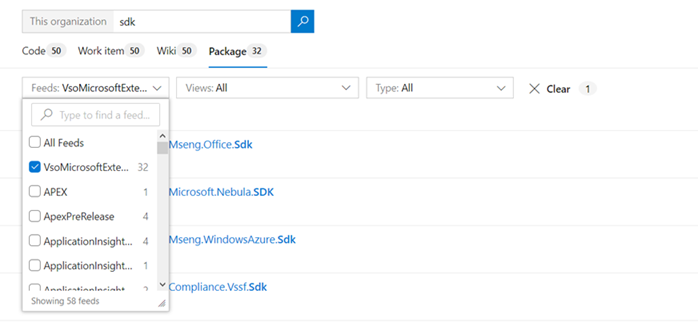 This organization sdk
Code 50 Work item 50 Wiki 50 Package 32
Feeds: VsoMicrosoftExte... Views: All Type: All Clear 1
Type to find a feed...
All Feeds
Mseng.Office.Sdk
VsoMicrosoftExte... 32
APEX 1
Microsoft.Nebula.SDK
ApexPreRelease 4
ApplicationInsight... 4
Mseng.WindowsAzure.Sdk
ApplicationInsight... 1
ApplicationInsight... 2
Compliance.Vssf.Sdk
Showing 58 feeds